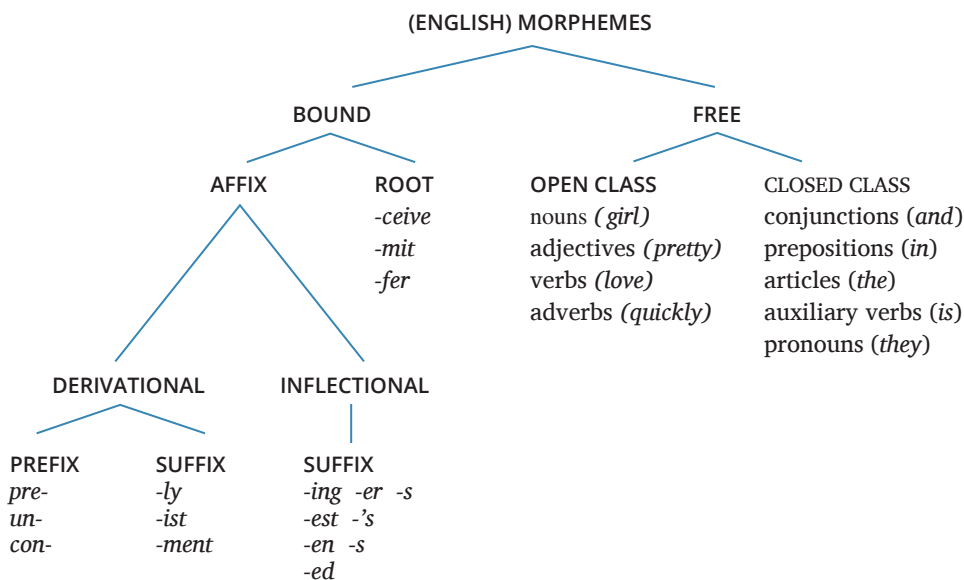 (ENGLISH) MORPHEMES
BOUND
FREE
AFFIX
ROOT
-ceive
-mit
-fer
OPEN CLASS
nouns (girl)
adjectives (pretty)
verbs (love)
adverbs (quickly)
CLOSED CLASS
conjunctions (and)
prepositions (in)
articles (the)
auxiliary verbs (is)
pronouns (they)
DERIVATIONAL
INFLECTIONAL
PREFIX
pre-
un-
con-
SUFFIX
-ly
-ist
-ment
SUFFIX
-ing -er -s
-est -’s
-en -s
-ed